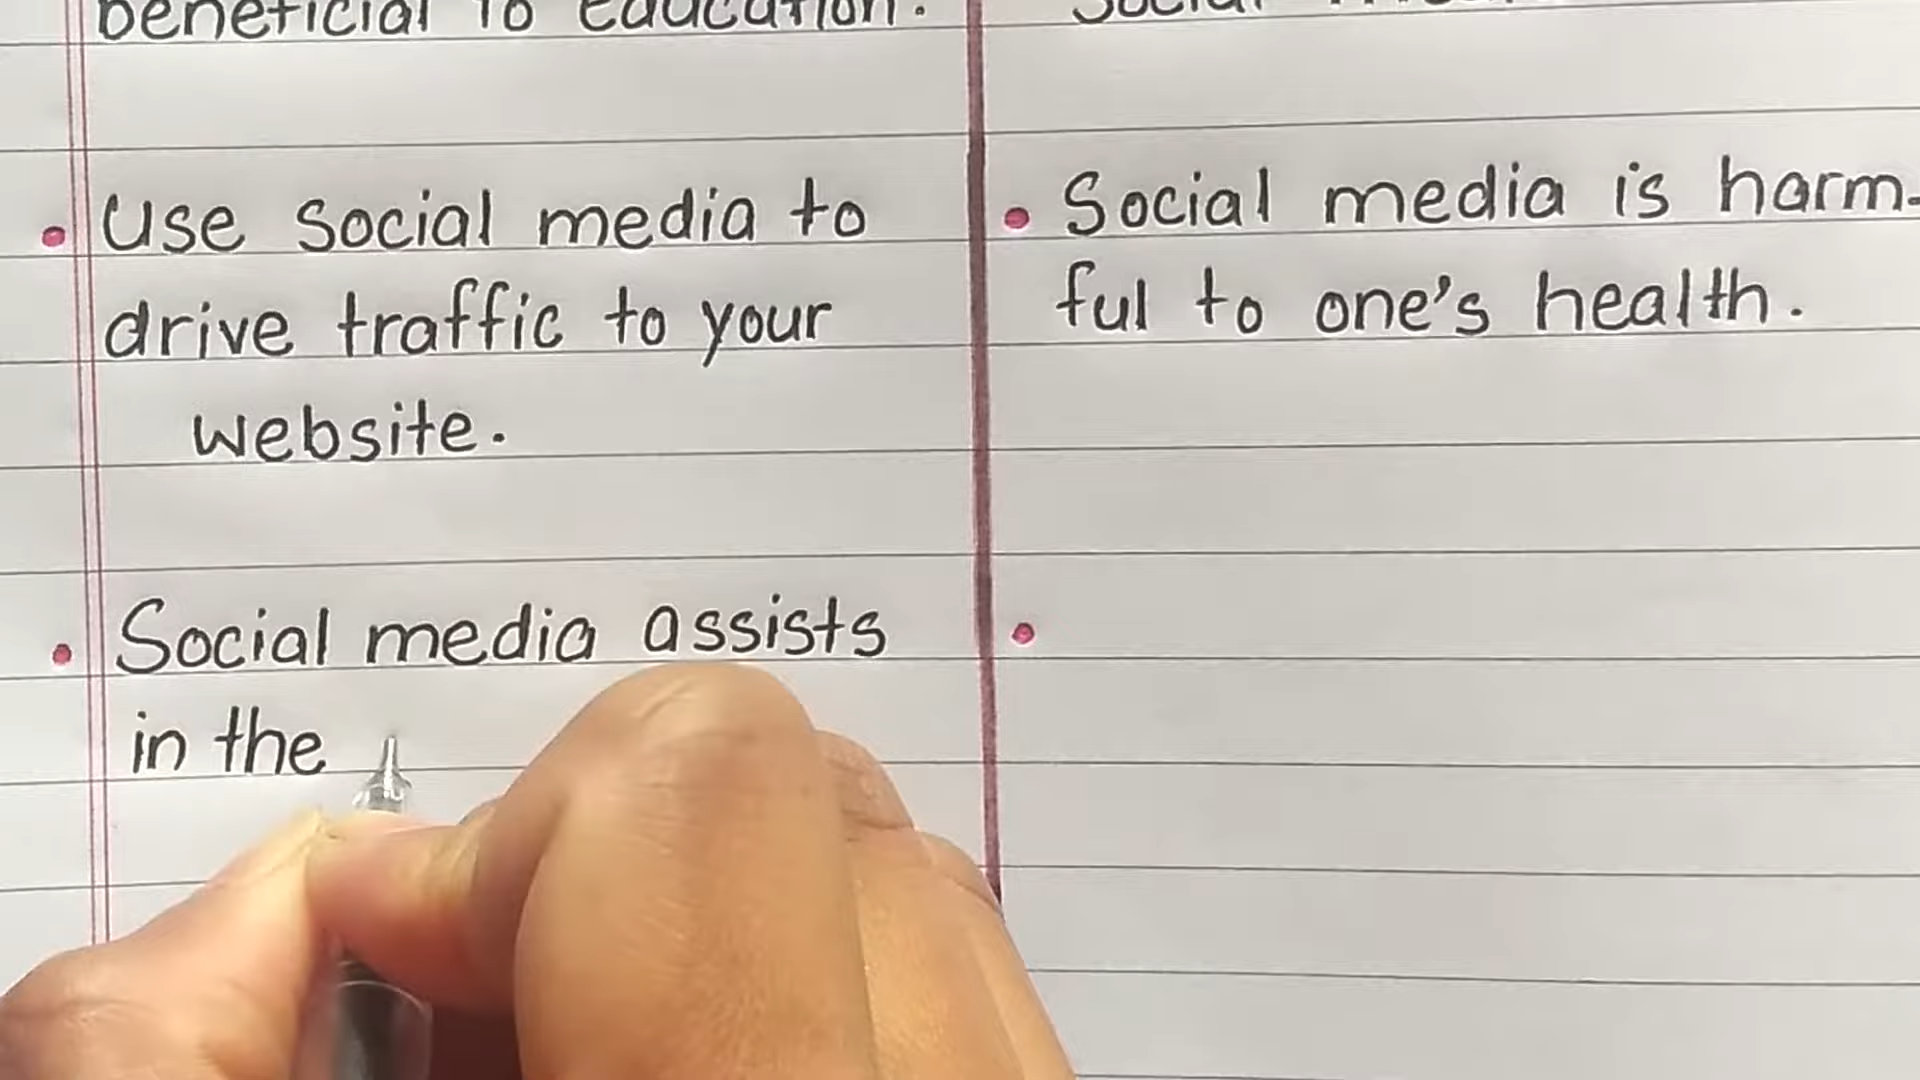 beneficial to education.
Use social media to
drive traffic to your
website.
Social media assists
in the
Social
Social media is harm-
ful to one's health.